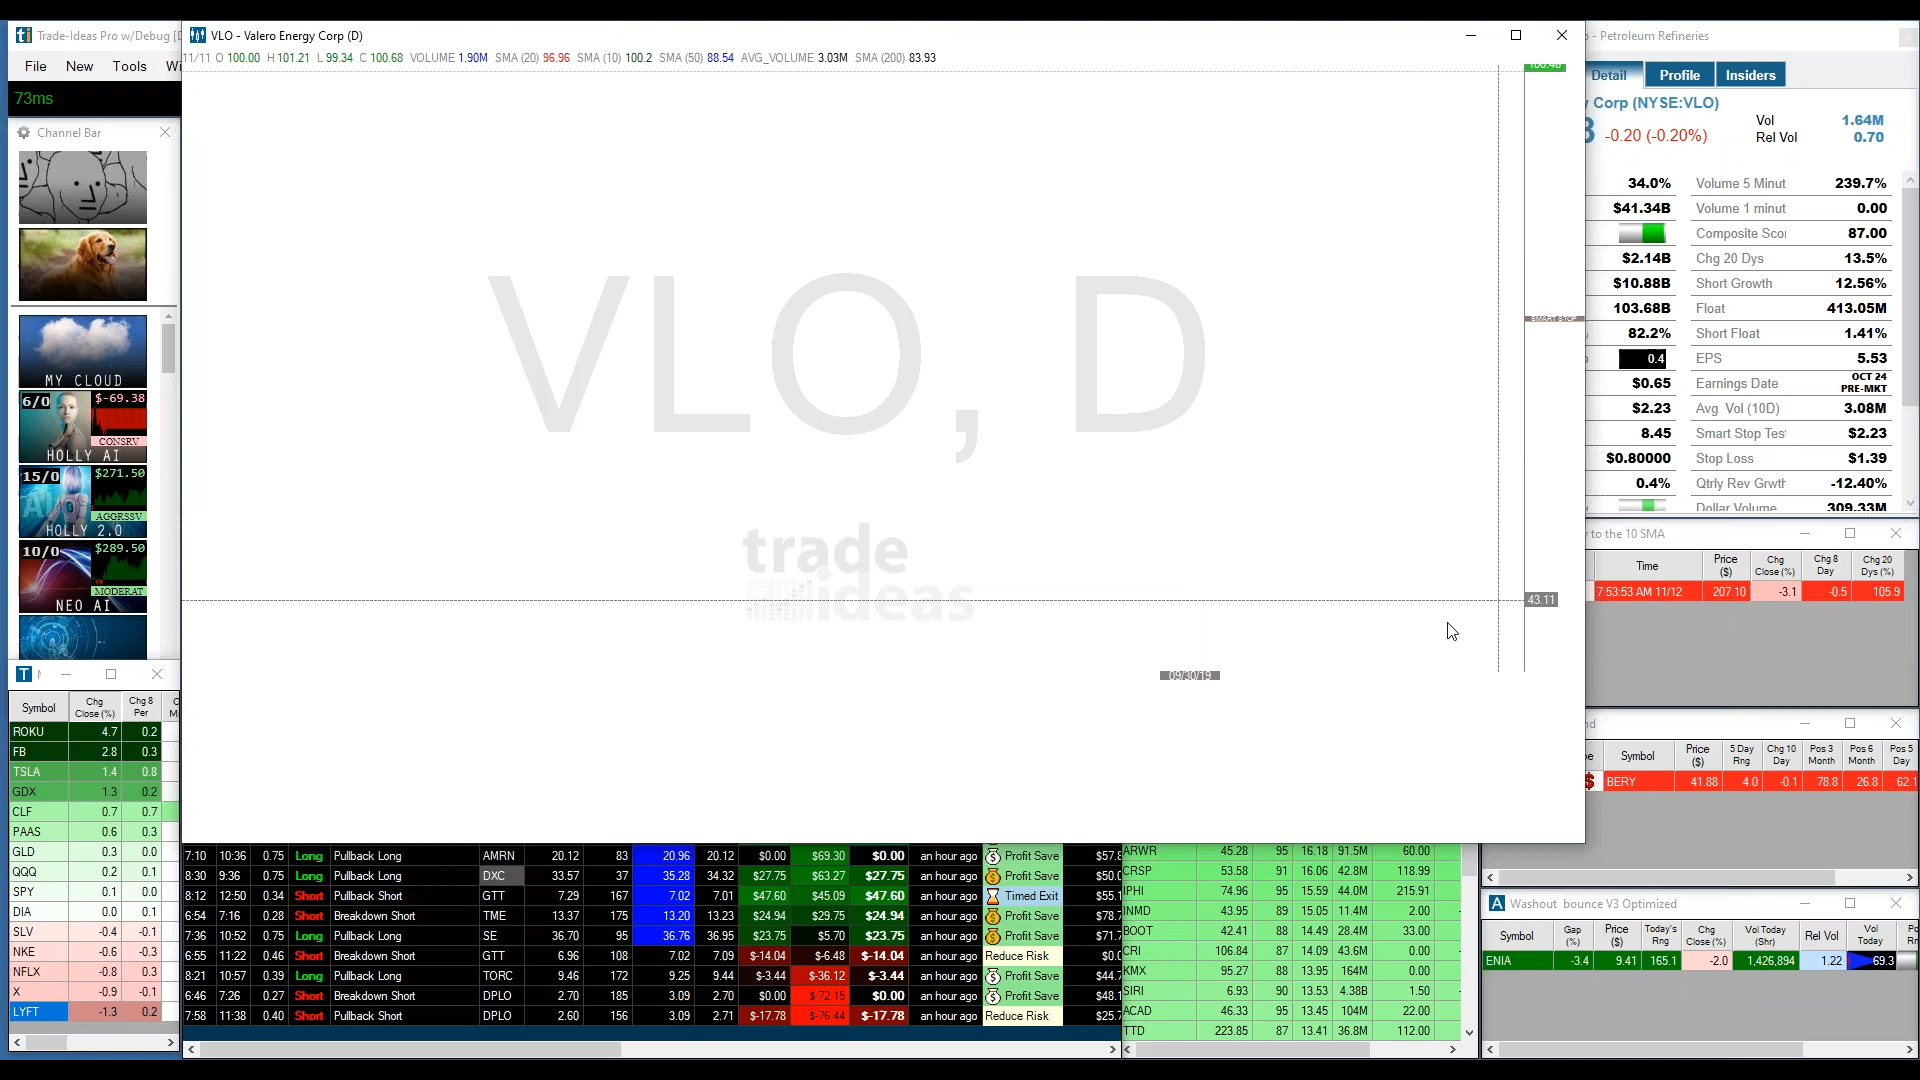 Trade-Ideas Pro w/Debug [D
VLO - Valero Energy Corp (D)
- Petroleum Refineries
File New Tools Wi
11/11 O 100.00 H 101.21 L 99.34 C 100.68 VOLUME 1.90M SMA (20) 96.96 SMA (10) 100.2 SMA (50) 88.54 AVG_VOLUME 3.03M SMA (200) 83.93
73ms
Channel Bar
MY CLOUD
6/0 $-69.38
CONSRV
HOLLY AI
15/0 $271.50
AGGRSSV
HOLLY 2.0
10/0 $289.50
MODERAT
NEO AI
VLO, D
trade
ideas
SMART STOP
43.11
09/30/19
Detail Profile Insiders
Corp (NYSE:VLO)
-0.20 (-0.20%)
Vol 1.64M
Rel Vol 0.70
34.0% Volume 5 Minut 239.7%
$41.34B Volume 1 minut 0.00
Composite Scor 87.00
$2.14B Chg 20 Dys 13.5%
$10.88B Short Growth 12.56%
103.68B Float 413.05M
82.2% Short Float 1.41%
0.4 EPS 5.53
$0.65 Earnings Date OCT 24 PRE-MKT
$2.23 Avg Vol (10D) 3.08M
8.45 Smart Stop Test $2.23
$0.80000 Stop Loss $1.39
0.4% Qtrly Rev Grwth -12.40%
Dollar Volume 309.33M
to the 10 SMA
Time Price ($) Chg Close (%) Chg 8 Day Chg 20 Dys (%)
7:53:53 AM 11/12 207.10 -3.1 -0.5 105.9
nd
Symbol Price ($) 5 Day Rng Chg 10 Day Pos 3 Month Pos 6 Month Pos 5 Day
BERY 41.88 4.0 -0.1 78.8 26.8 62.1
A Washout bounce V3 Optimized
Symbol Gap (%) Price ($) Today's Rng Chg Close (%) Vol Today (Shr) Rel Vol Vol Today
ENIA -3.4 9.41 165.1 -2.0 1,426,894 1.22 69.3
T
Symbol Chg Close (%) Chg 8 Per
ROKU 4.7 0.2
FB 2.8 0.3
TSLA 1.4 0.8
GDX 1.3 0.2
CLF 0.7 0.7
PAAS 0.6 0.3
GLD 0.3 0.0
QQQ 0.2 0.1
SPY 0.1 0.0
DIA 0.0 0.1
SLV -0.4 -0.1
NKE -0.6 -0.3
NFLX -0.8 0.3
X -0.9 -0.1
LYFT -1.3 0.2
7:10 10:36 0.75 Long Pullback Long AMRN 20.12 83 20.96 20.12 $0.00 $69.30 $0.00 an hour ago Profit Save $57.8
8:30 9:36 0.75 Long Pullback Long DXC 33.57 37 35.28 34.32 $27.75 $63.27 $27.75 an hour ago Profit Save $50.0
8:12 12:50 0.34 Short Pullback Short GTT 7.29 167 7.02 7.01 $47.60 $45.09 $47.60 an hour ago Timed Exit $55.1
6:54 7:16 0.28 Short Breakdown Short TME 13.37 175 13.20 13.23 $24.94 $29.75 $24.94 an hour ago Profit Save $78.7
7:36 10:52 0.75 Long Pullback Long SE 36.70 95 36.76 36.95 $23.75 $5.70 $23.75 an hour ago Profit Save $71.7
6:55 11:22 0.46 Short Breakdown Short GTT 6.96 108 7.02 7.09 $-14.04 $-6.48 $-14.04 an hour ago Reduce Risk $0.0
8:21 10:57 0.39 Long Pullback Long TORC 9.46 172 9.25 9.44 $-3.44 $-36.12 $-3.44 an hour ago Profit Save $44.7
6:46 7:26 0.27 Short Breakdown Short DPLO 2.70 185 3.09 2.70 $0.00 $-72.15 $0.00 an hour ago Profit Save $48.1
7:58 11:38 0.40 Short Pullback Short DPLO 2.60 156 3.09 2.71 $-17.78 $-76.44 $-17.78 an hour ago Reduce Risk $25.7
ARWR 45.28 95 16.18 91.5M 60.00
CRSP 53.58 91 16.06 42.8M 118.99
IPHI 74.96 95 15.59 44.0M 215.91
INMD 43.95 89 15.05 11.4M 2.00
BOOT 42.41 88 14.49 28.4M 33.00
CRI 106.84 87 14.09 43.6M 0.00
KMX 95.27 88 13.95 164M 0.00
SIRI 6.93 90 13.53 4.38B 1.50
ACAD 46.33 95 13.45 104M 22.00
TTD 223.85 87 13.41 36.8M 112.00